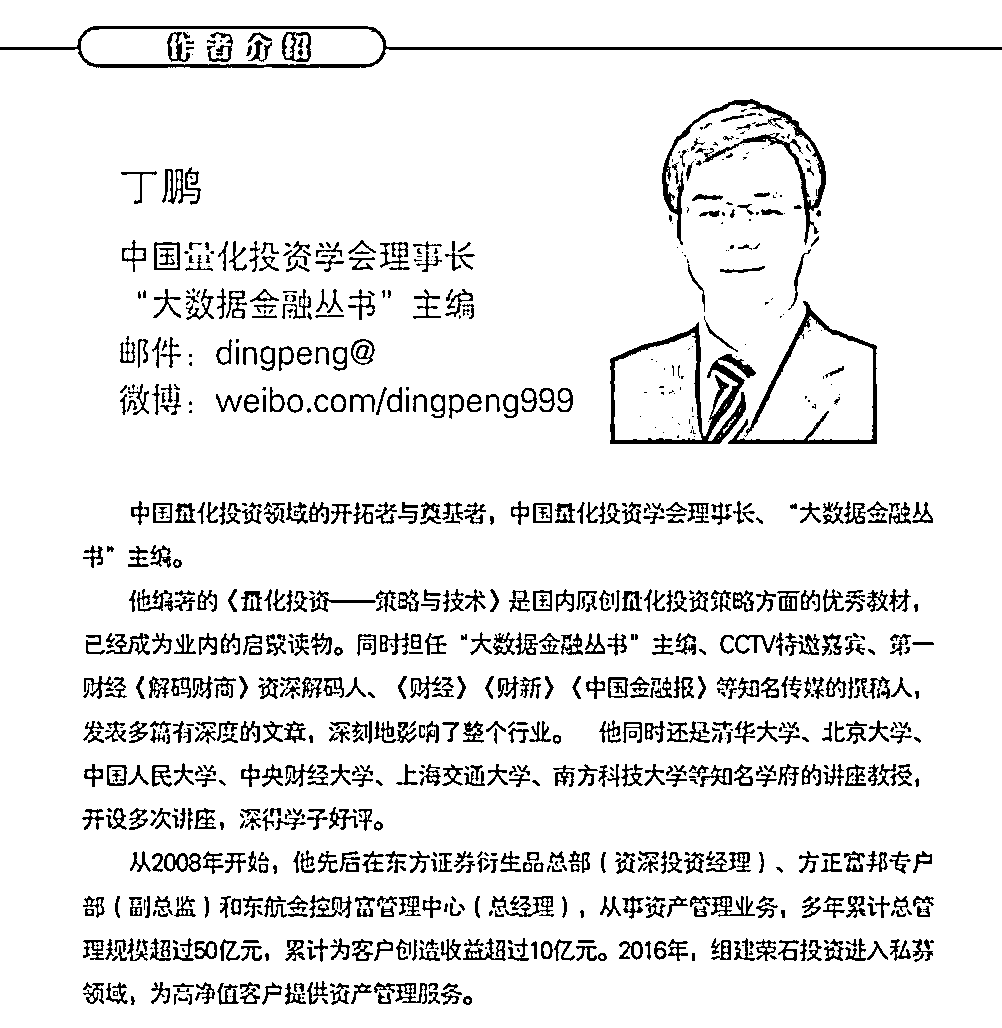 作者介绍
丁鹏
中国量化投资学会理事长
“大数据金融丛书”主编
邮件：dingpeng@
微博：weibo.com/dingpeng999
中国量化投资领域的开拓者与奠基者，中国量化投资学会理事长、“大数据金融丛
书”主编。
他编著的《量化投资——策略与技术》是国内原创量化投资策略方面的优秀教材，
已经成为业内的启蒙读物。同时担任“大数据金融丛书”主编、CCTV特邀嘉宾、第一
财经《解码财商》资深解码人、《财经》《财新》《中国金融报》等知名传媒的撰稿人，
发表多篇有深度的文章，深刻地影响了整个行业。 他同时还是清华大学、北京大学、
中国人民大学、中央财经大学、上海交通大学、南方科技大学等知名学府的讲座教授，
开设多次讲座，深得学子好评。
从2008年开始，他先后在东方证券衍生品总部（资深投资经理）、方正富邦专户
部（副总监）和东航金控财富管理中心（总经理），从事资产管理业务，多年累计总管
理规模超过50亿元，累计为客户创造收益超过10亿元。2016年，组建荣石投资进入私募
领域，为高净值客户提供资产管理服务。